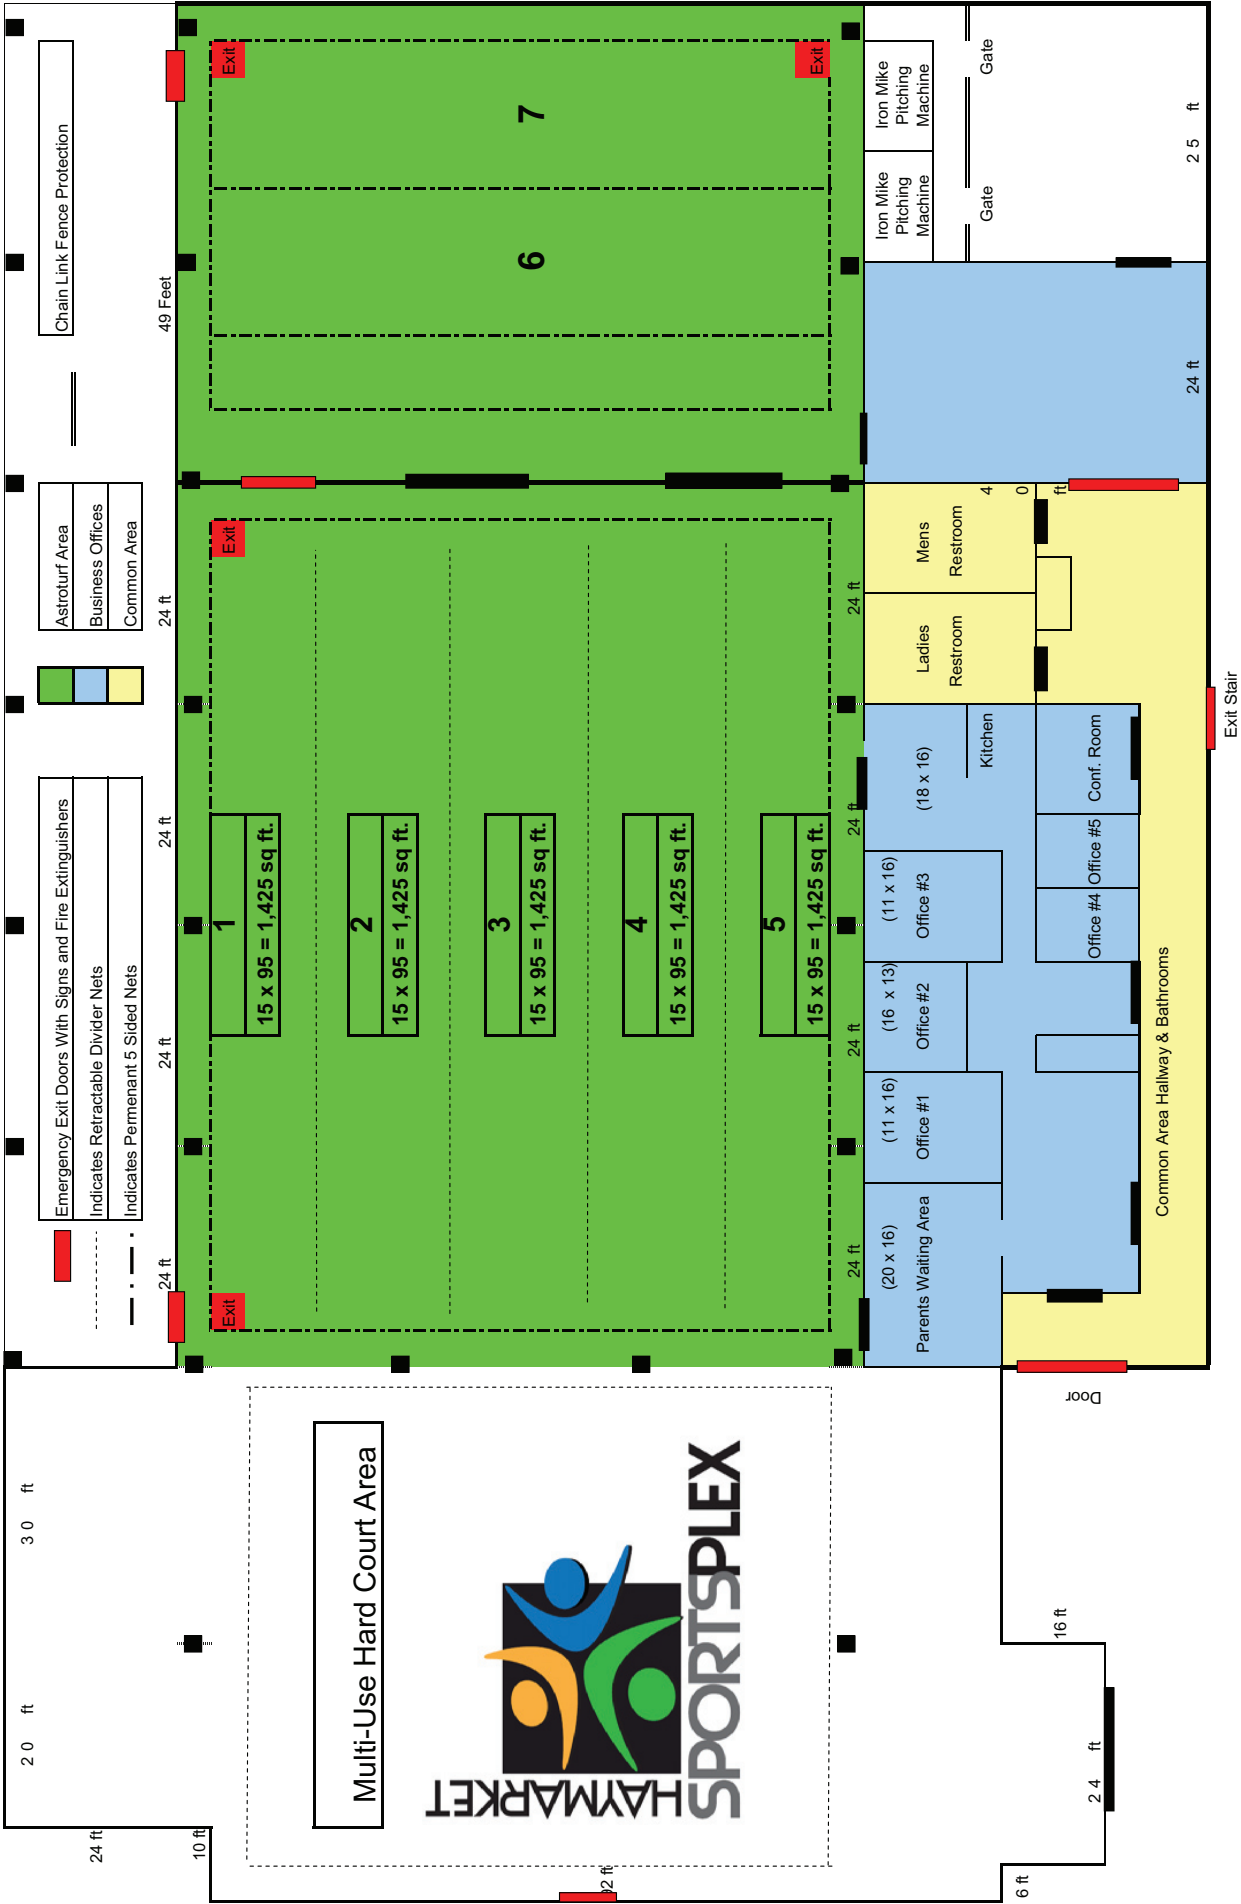 Emergency Exit Doors With Signs and Fire Extinguishers
Indicates Retractable Divider Nets
Indicates Permenant 5 Sided Nets
Astroturf Area
Business Offices
Common Area
Chain Link Fence Protection
20 ft
30 ft
24 ft
10 ft
24 ft
24 ft
24 ft
24 ft
49 Feet
Exit
Exit
Exit
Exit
1
15 x 95 = 1,425 sq ft.
2
15 x 95 = 1,425 sq ft.
3
15 x 95 = 1,425 sq ft.
4
15 x 95 = 1,425 sq ft.
5
15 x 95 = 1,425 sq ft.
6
7
Multi-Use Hard Court Area
HAYMARKET
SPORTSPLEX
24 ft
24 ft
24 ft
24 ft
(20 x 16)
Parents Waiting Area
(11 x 16)
Office #1
(16 x 13)
Office #2
(11 x 16)
Office #3
(18 x 16)
Kitchen
Ladies
Restroom
Mens
Restroom
40 ft
Iron Mike
Pitching
Machine
Iron Mike
Pitching
Machine
Gate
Gate
Office #4
Office #5
Conf. Room
Common Area Hallway & Bathrooms
24 ft
25 ft
Door
Exit Stair
16 ft
24 ft
6 ft